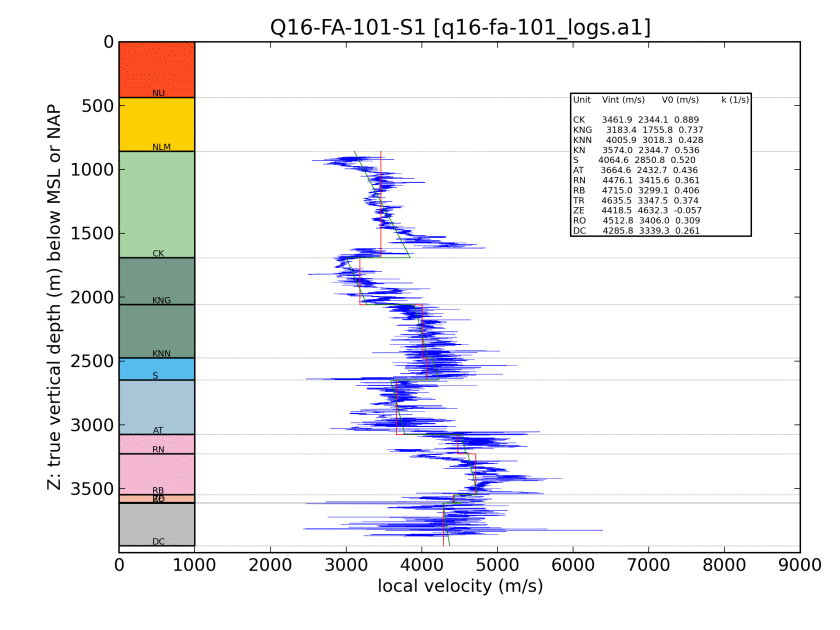 Q16-FA-101-S1 [q16-fa-101_logs.a1]
Z: true vertical depth (m) below MSL or NAP
0
500
1000
1500
2000
2500
3000
3500
NU
NLM
CK
KNG
KNN
S
AT
RN
RB
RO
DC
Unit Vint (m/s) V0 (m/s) k (1/s)
CK 3461.9 2344.1 0.889
KNG 3183.4 1755.8 0.737
KNN 4005.9 3018.3 0.428
KN 3574.0 2344.7 0.536
S 4064.6 2850.8 0.520
AT 3664.6 2432.7 0.436
RN 4476.1 3415.6 0.361
RB 4715.0 3299.1 0.406
TR 4635.5 3347.5 0.374
ZE 4418.5 4632.3 -0.057
RO 4512.8 3406.0 0.309
DC 4285.8 3339.3 0.261
0 1000 2000 3000 4000 5000 6000 7000 8000 9000
local velocity (m/s)